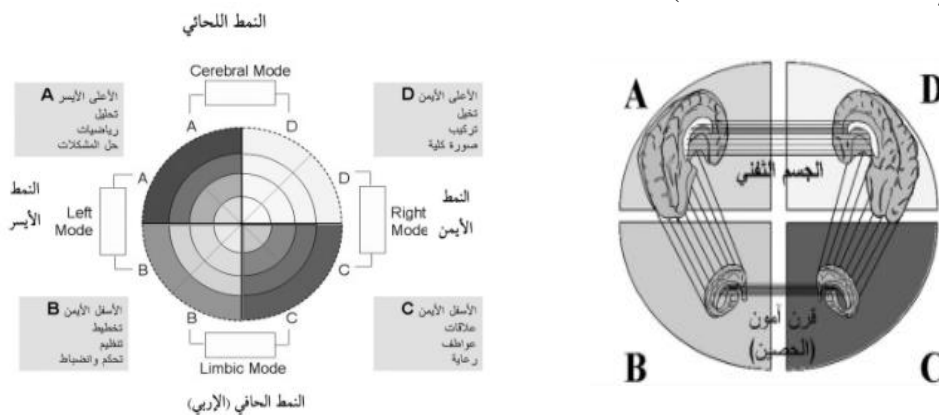 النمط اللحائي
Cerebral Mode
A D
الأعلى الأيسر A
تحليل
رياضيات
حل المشكلات
الأعلى الأيمن D
تخيل
تركيب
صورة كلية
النمط
الأيسر
A
Left
Mode
B
D
Right
Mode
C
النمط
الأيمن
الأسفل الأيمن B
تخطيط
تنظيم
تحكم وانضباط
الأسفل الأيمن C
علاقات
عواطف
رعاية
B C
Limbic Mode
النمط الحافي (الإربي)
A
D
الجسم الثفني
قرن آمون
(الحصين)
B
C